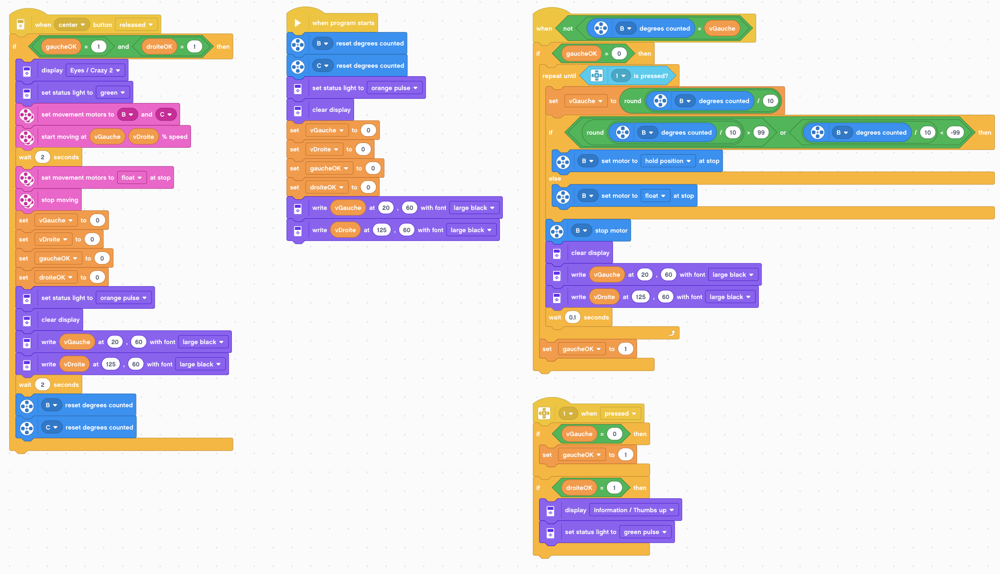 when center button released
if gaucheOK = 1 and droiteOK = 1 then
display Eyes / Crazy 2
set status light to green
set movement motors to B and C
start moving at vGauche vDroite % speed
wait 2 seconds
set movement motors to float at stop
stop moving
set vGauche to 0
set vDroite to 0
set gaucheOK to 0
set droiteOK to 0
set status light to orange pulse
clear display
write vGauche at 20 , 60 with font large black
write vDroite at 125 , 60 with font large black
wait 2 seconds
B reset degrees counted
C reset degrees counted
when program starts
B reset degrees counted
C reset degrees counted
set status light to orange pulse
clear display
set vGauche to 0
set vDroite to 0
set gaucheOK to 0
set droiteOK to 0
write vGauche at 20 , 60 with font large black
write vDroite at 125 , 60 with font large black
when not B degrees counted = vGauche
if gaucheOK = 0 then
repeat until 1 is pressed?
set vGauche to round B degrees counted / 10
if round B degrees counted / 10 > 99 or B degrees counted / 10 < -99 then
B set motor to hold position at stop
else
B set motor to float at stop
B stop motor
clear display
write vGauche at 20 , 60 with font large black
write vDroite at 125 , 60 with font large black
wait 0.1 seconds
set gaucheOK to 1
1 when pressed
if vGauche = 0 then
set gaucheOK to 1
if droiteOK = 1 then
display Information / Thumbs up
set status light to green pulse